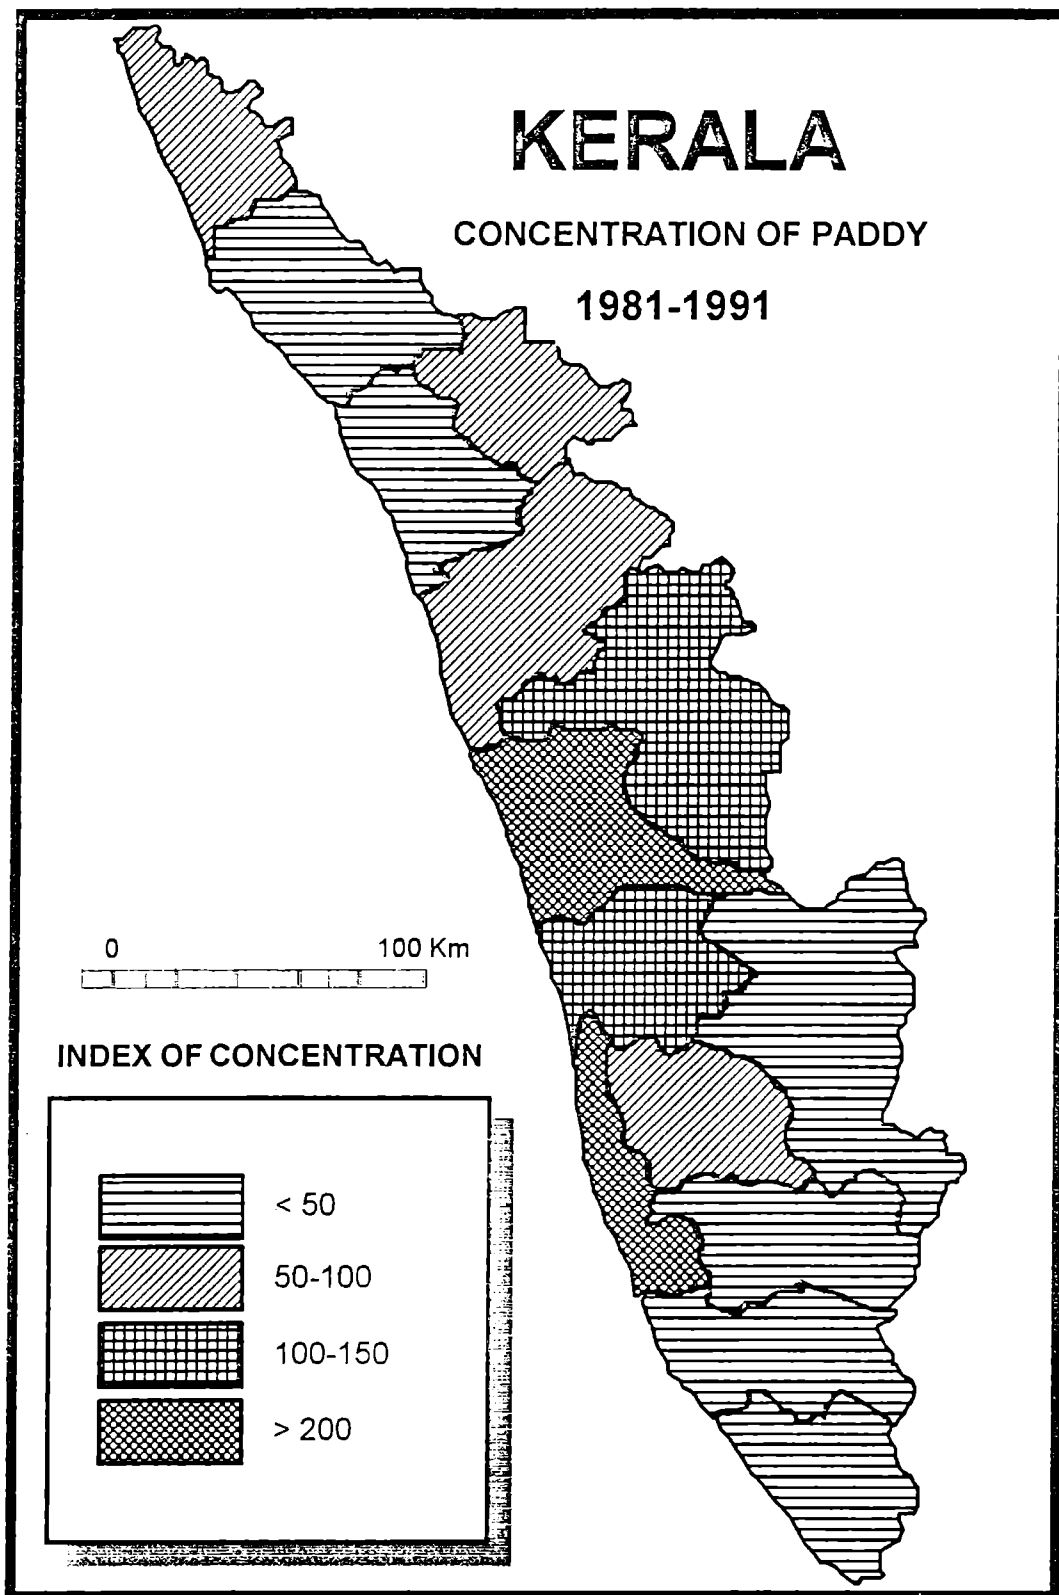 KERALA
CONCENTRATION OF PADDY
1981-1991
0 100 Km
INDEX OF CONCENTRATION
< 50
50-100
100-150
> 200